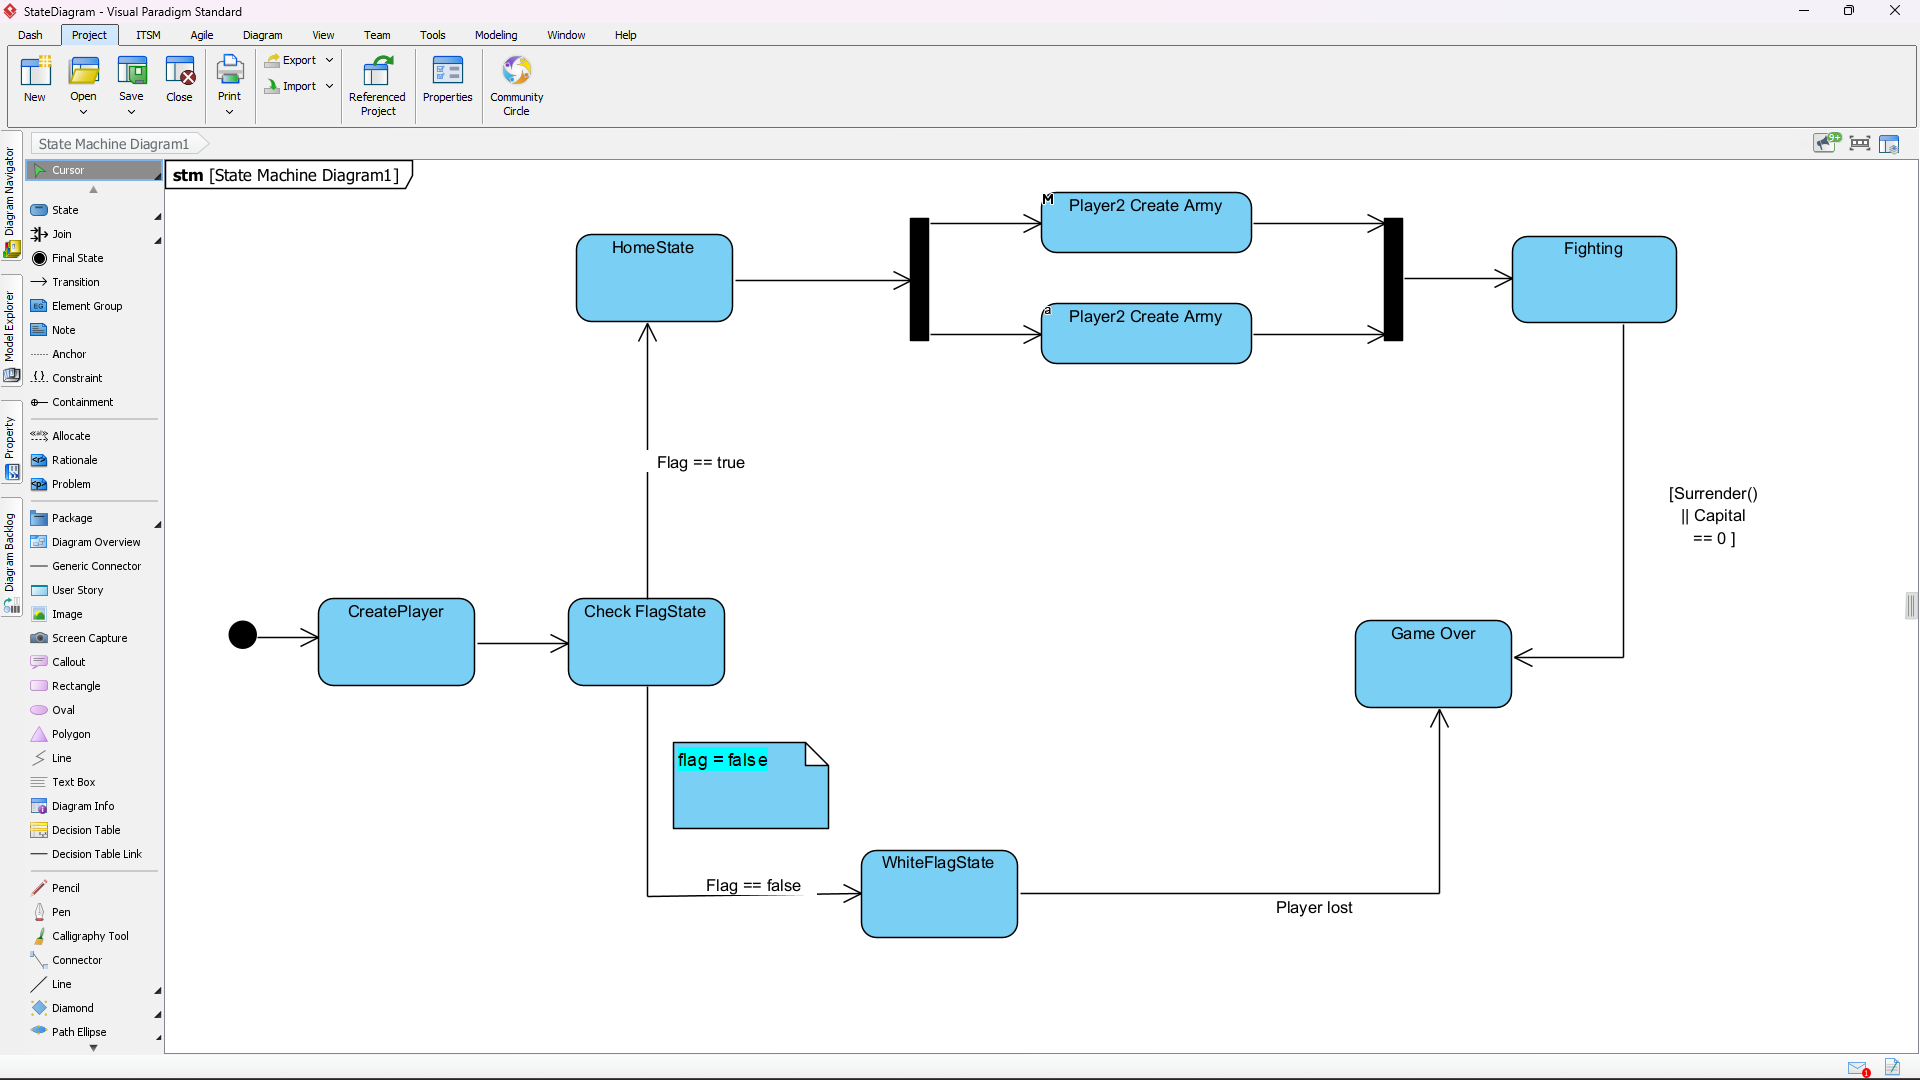 StateDiagram - Visual Paradigm Standard
Dash Project ITSM Agile Diagram View Team Tools Modeling Window Help
New Open Save Close Print Export Import Referenced Project Properties Community Circle
State Machine Diagram1
Diagram Navigator
Model Explorer
Property
Diagram Backlog
Cursor
State
Join
Final State
Transition
Element Group
Note
Anchor
Constraint
Containment
Allocate
Rationale
Problem
Package
Diagram Overview
Generic Connector
User Story
Image
Screen Capture
Callout
Rectangle
Oval
Polygon
Line
Text Box
Diagram Info
Decision Table
Decision Table Link
Pencil
Pen
Calligraphy Tool
Connector
Line
Diamond
Path Ellipse
stm [State Machine Diagram1]
M
Player2 Create Army
HomeState
Fighting
a
Player2 Create Army
Flag == true
[Surrender()
|| Capital
== 0 ]
CreatePlayer
Check FlagState
Game Over
flag = false
WhiteFlagState
Flag == false
Player lost
9+
1